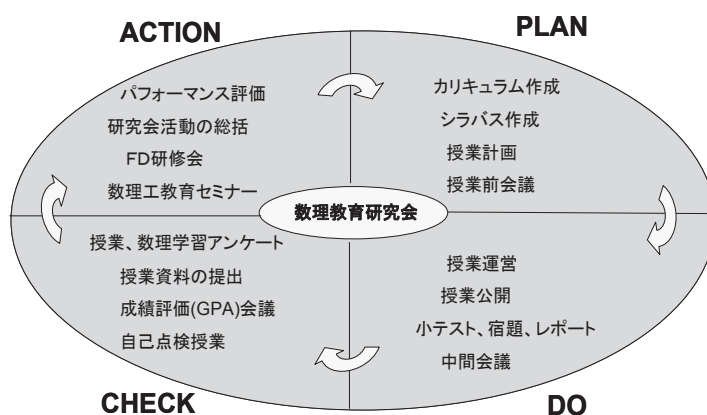 ACTION
パフォーマンス評価
研究会活動の総括
FD研修会
数理工教育セミナー
PLAN
カリキュラム作成
シラバス作成
授業計画
授業前会議
数理教育研究会
授業、数理学習アンケート
授業資料の提出
成績評価(GPA)会議
自己点検授業
CHECK
授業運営
授業公開
小テスト、宿題、レポート
中間会議
DO